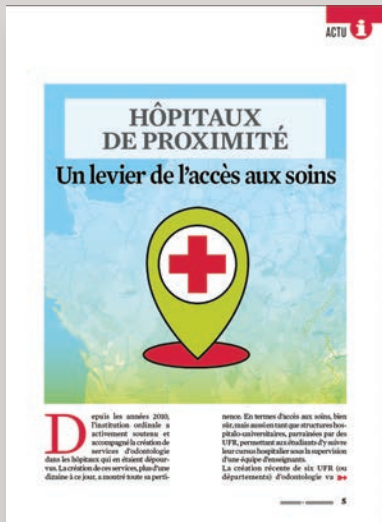 ACTU i
HÔPITAUX
DE PROXIMITÉ
Un levier de l'accès aux soins
Depuis les années 2010,
l'institution ordinale a
activement soutenu et
accompagné la création de
services d'odontologie
dans les hôpitaux qui en étaient dépour-
vus. La création de ces services, plus d'une
dizaine à ce jour, a montré toute sa perti-
nence. En termes d'accès aux soins, bien
sûr, mais aussi en tant que structures hos-
pitalo-universitaires, parrainées par des
UFR, permettant aux étudiants d'y suivre
leur cursus hospitalier sous la supervision
d'une équipe d'enseignants.
La création récente de six UFR (ou
départements) d'odontologie va
5